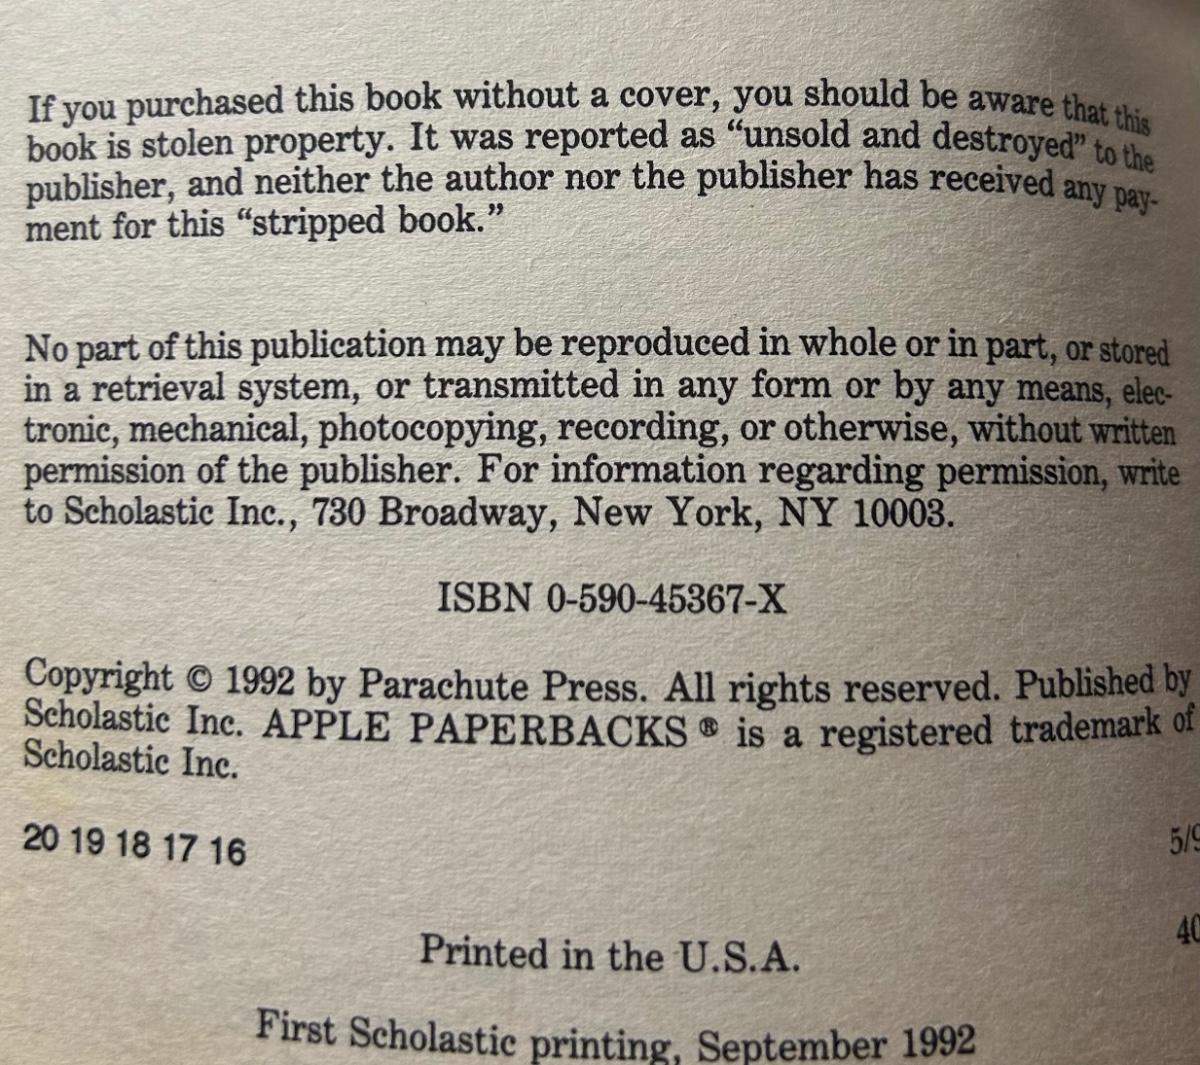 If you purchased this book without a cover, you should be aware that this
book is stolen property. It was reported as “unsold and destroyed” to the
publisher, and neither the author nor the publisher has received any pay-
ment for this “stripped book.”
No part of this publication may be reproduced in whole or in part, or stored
in a retrieval system, or transmitted in any form or by any means, elec-
tronic, mechanical, photocopying, recording, or otherwise, without written
permission of the publisher. For information regarding permission, write
to Scholastic Inc., 730 Broadway, New York, NY 10003.
ISBN 0-590-45367-X
Copyright © 1992 by Parachute Press. All rights reserved. Published by
Scholastic Inc. APPLE PAPERBACKS ® is a registered trademark of
Scholastic Inc.
20 19 18 17 16 5/9
40
Printed in the U.S.A.
First Scholastic printing, September 1992